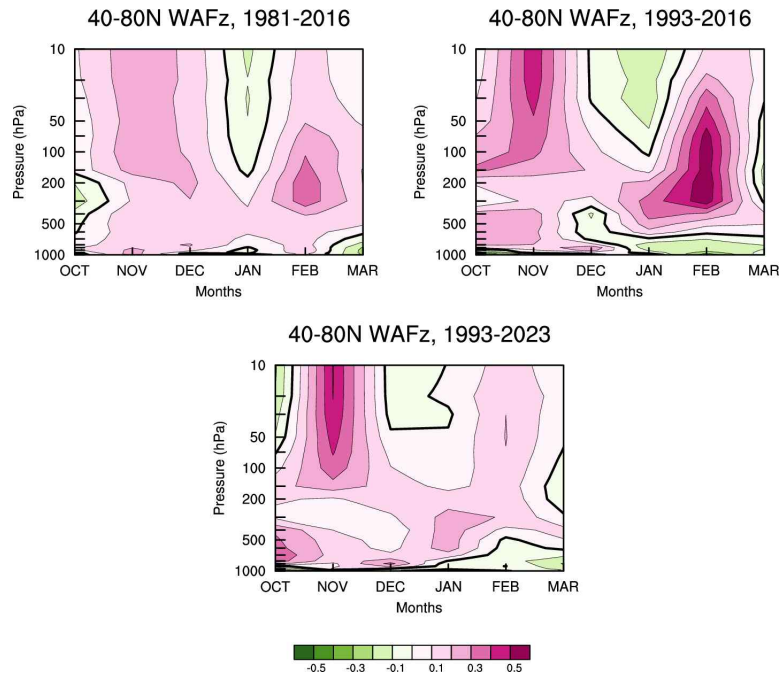 40-80N WAFz, 1981-2016
40-80N WAFz, 1993-2016
10
50
100
200
500
1000
Pressure (hPa)
OCT NOV DEC JAN FEB MAR
Months
10
50
100
200
500
1000
Pressure (hPa)
OCT NOV DEC JAN FEB MAR
Months
40-80N WAFz, 1993-2023
10
50
100
200
500
1000
Pressure (hPa)
OCT NOV DEC JAN FEB MAR
Months
-0.5 -0.3 -0.1 0.1 0.3 0.5